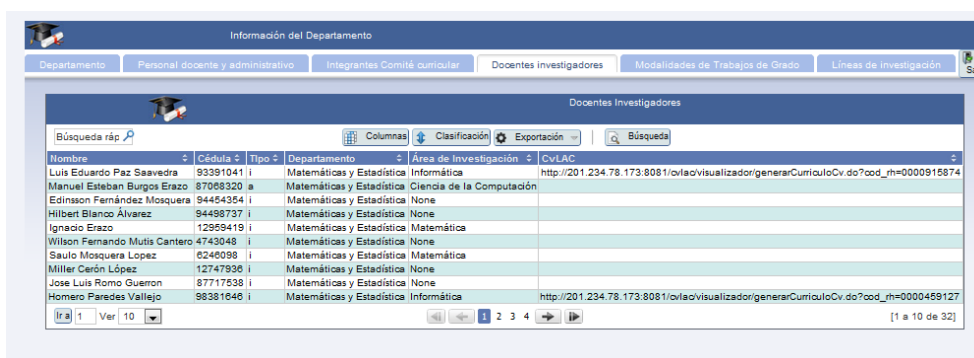 Información del Departamento
Departamento Personal docente y administrativo Integrantes Comité curricular Docentes investigadores Modalidades de Trabajos de Grado Líneas de Investigación
Docentes Investigadores
Búsqueda ráp Columnas Clasificación Exportación Búsqueda
Nombre Cédula Tipo Departamento Área de Investigación CvLAC
Luis Eduardo Paz Saavedra 93391041 i Matemáticas y Estadística Informática http://201.234.78.173:8081/cvlac/visualizador/generarCurriculoCv.do?cod_rh=0000915874
Manuel Esteban Burgos Erazo 87068320 a Matemáticas y Estadística Ciencia de la Computación
Edinsson Fernández Mosquera 94454354 i Matemáticas y Estadística None
Hilbert Blanco Álvarez 94498737 i Matemáticas y Estadística None
Ignacio Erazo 12959419 i Matemáticas y Estadística Matemática
Wilson Fernando Mutis Cantero 4743048 i Matemáticas y Estadística None
Saulo Mosquera Lopez 6246098 i Matemáticas y Estadística Matemática
Miller Cerón López 12747936 i Matemáticas y Estadística None
Jose Luis Romo Guerron 87717538 i Matemáticas y Estadística None
Homero Paredes Vallejo 98381646 i Matemáticas y Estadística Informática http://201.234.78.173:8081/cvlac/visualizador/generarCurriculoCv.do?cod_rh=0000459127
Ir a 1 Ver 10 1 2 3 4 [1 a 10 de 32]